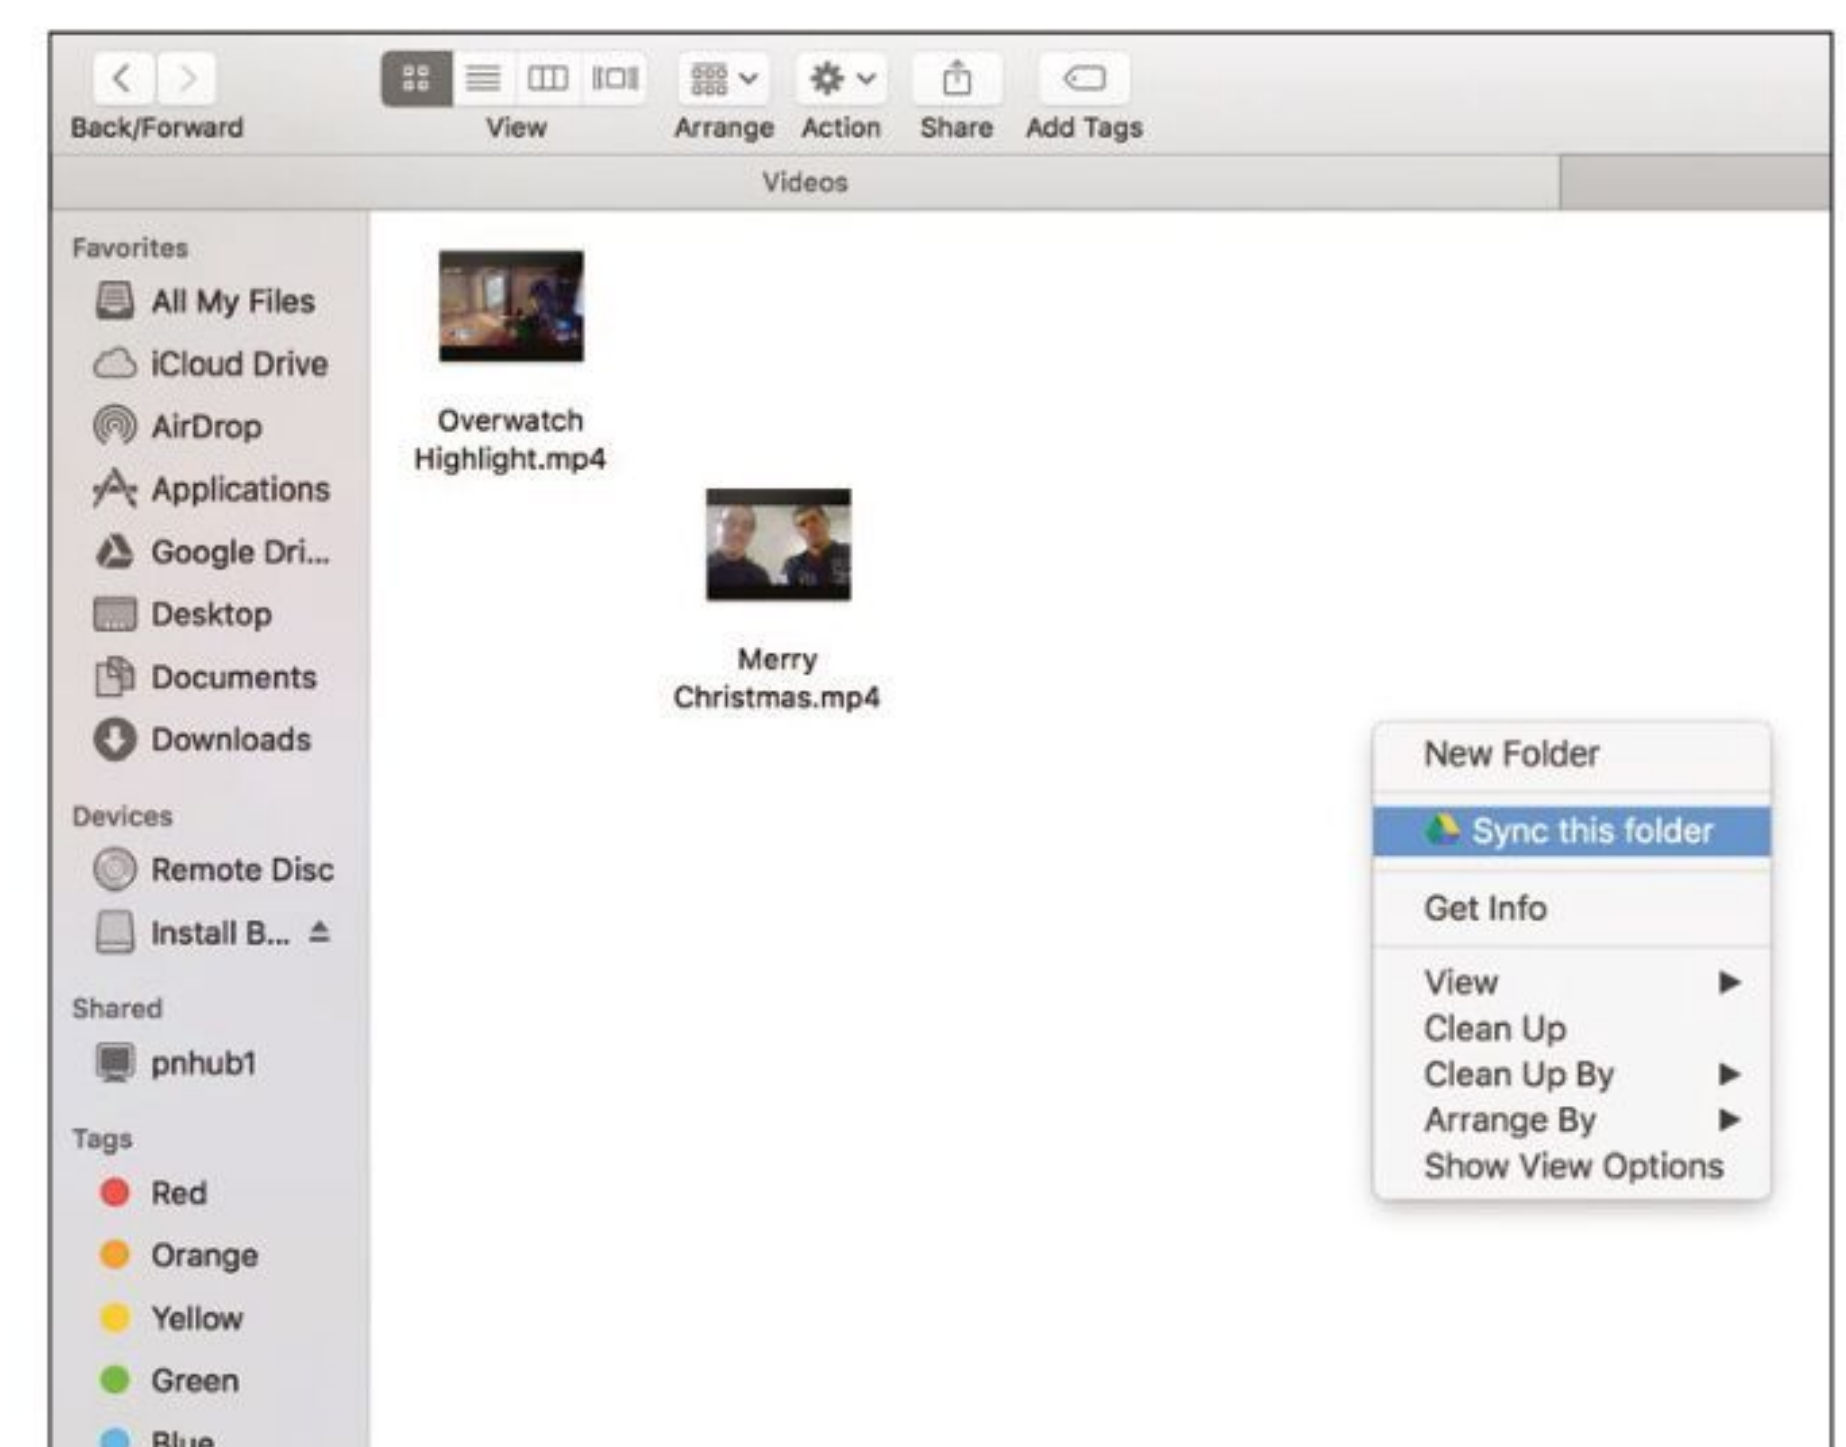 Back/Forward
View
Arrange
Action
Share
Add Tags
Videos
Favorites
All My Files
iCloud Drive
AirDrop
Applications
Google Dri...
Desktop
Documents
Downloads
Devices
Remote Disc
Install B...
Shared
pnhub1
Tags
Red
Orange
Yellow
Green
Blue
Overwatch
Highlight.mp4
Merry
Christmas.mp4
New Folder
Sync this folder
Get Info
View
Clean Up
Clean Up By
Arrange By
Show View Options